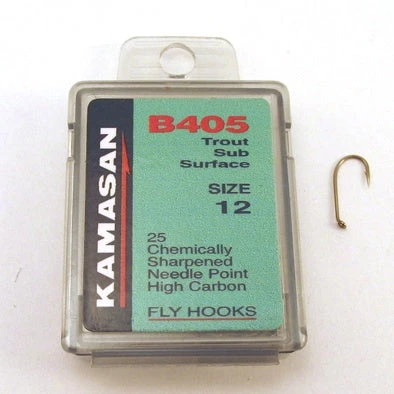 KAMASAN
B405
Trout
Sub
Surface
SIZE
12
25
Chemically
Sharpened
Needle Point
High Carbon
FLY HOOKS